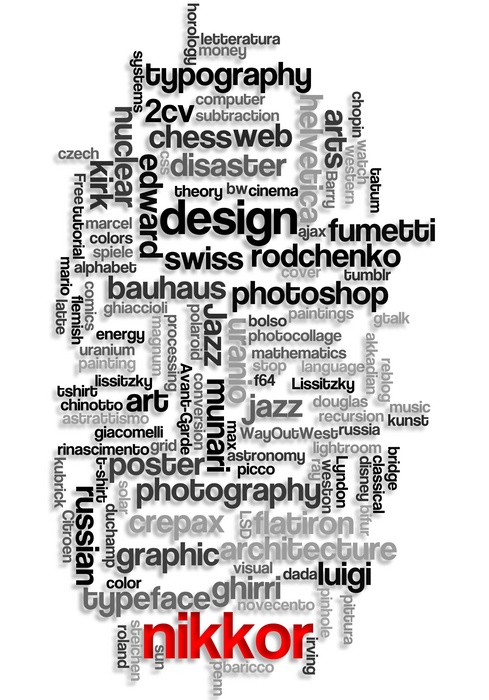 horology
letteratura
money
systems
typography
2cv
computer
subtraction
helvetica
nuclear
chess
web
arts
chopin
watch
western
Barry
tatum
czech
kirk
css
disaster
edward
Free
tutorial
theory
bw
cinema
design
ajax
fumetti
marcel
colors
spiele
alphabet
swiss
rodchenko
cover
tumblr
mario
latte
comics
flemish
bauhaus
photoshop
ghiaccioli
paintings
gtalk
Jazz
polaroid
processing
magnum
uranio
bolso
photocollage
energy
uranium
painting
mathematics
stop
language
akkadian
reblog
lissitzky
f64
Lissitzky
tshirt
chinotto
art
Avant-Garde
conversion
munari
jazz
douglas
recursion
music
kunst
astrattismo
giacomelli
max
WayOutWest
russia
rinascimento
grid
astronomy
lightroom
bridge
kubrick
Citroen
t-shirt
poster
picco
ray
weston
Lyndon
disney
classical
bifur
russian
solar
duchamp
photography
crepax
LSD
flatiron
graphic
architecture
visual
dada
luigi
color
typeface
ghirri
novecento
pinhole
pittura
roland
steichen
sun
nikkor
irving
penn
baricco